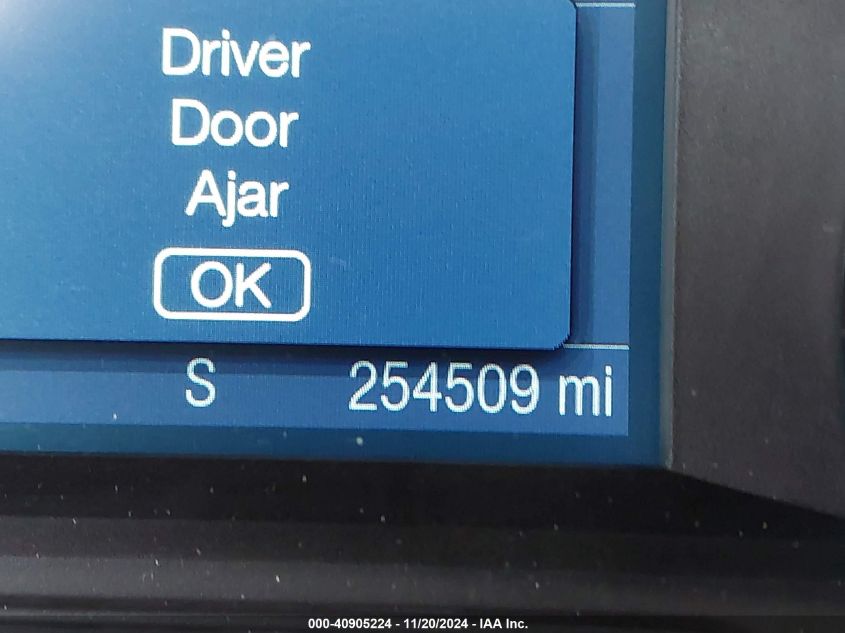 Driver
Door
Ajar
OK
S 254509 mi
000-40905224 - 11/20/2024 - IAA Inc.